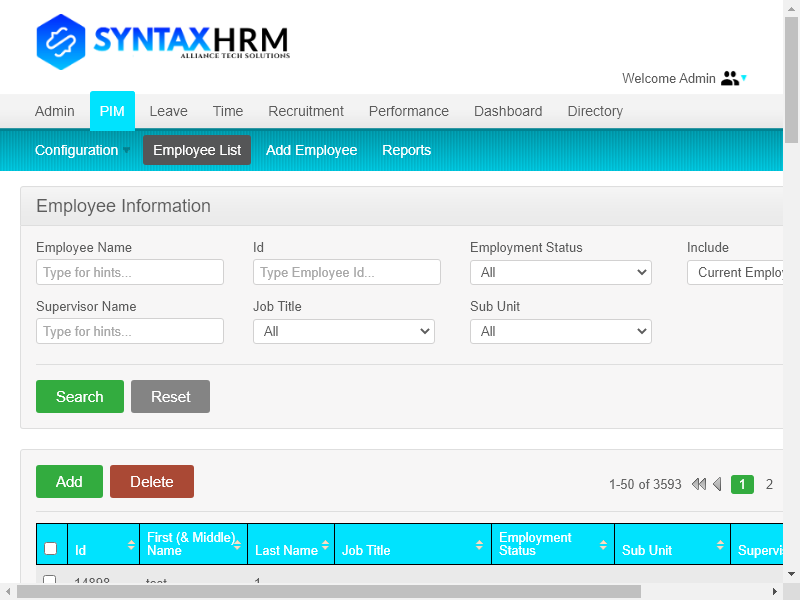 SYNTAXHRM
ALLIANCE TECH SOLUTIONS
Welcome Admin
Admin PIM Leave Time Recruitment Performance Dashboard Directory
Configuration Employee List Add Employee Reports
Employee Information
Employee Name Id Employment Status Include
Type for hints... Type Employee Id... All Current Emplo
Supervisor Name Job Title Sub Unit
Type for hints... All All
Search Reset
Add Delete 1-50 of 3593 1 2
Id First (& Middle) Name Last Name Job Title Employment Status Sub Unit Supervi
14898 test 1